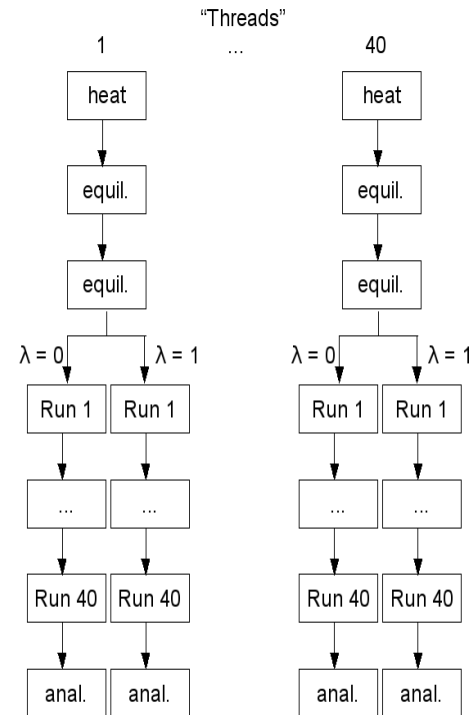 “Threads”
1 ... 40
heat heat
equil. equil.
equil. equil.
λ = 0 λ = 1 λ = 0 λ = 1
Run 1 Run 1 Run 1 Run 1
... ... ... ...
Run 40 Run 40 Run 40 Run 40
anal. anal. anal. anal.